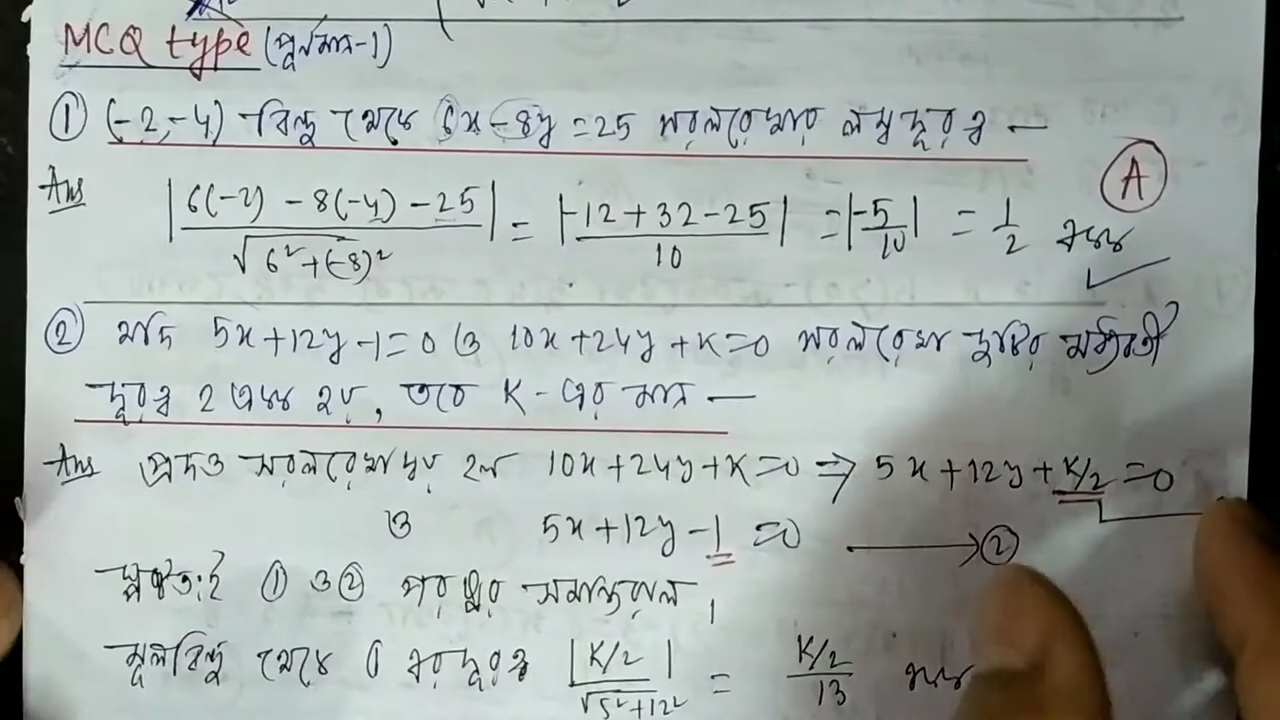 MCQ type (পূর্ণমান-1)
① (-2,-4) বিন্দু থেকে 6x-8y=25 সরলরেখার লম্ব দূরত্ব —
Ans |6(-2) - 8(-4) - 25 / √6²+(-8)²| = |-12+32-25 / 10| = |-5/10| = 1/2 একক
Ⓐ
② যদি 5x+12y-1=0 ও 10x+24y+K=0 সরলরেখা দুটির মধ্যবর্তী
দূরত্ব 2 একক হয়, তবে K-এর মান —
Ans প্রদত্ত সরলরেখাদ্বয় হল 10x+24y+K=0 ⇒ 5x+12y+K/2=0
ও 5x+12y-1=0 ⟶②
স্পষ্টতঃই ① ও ② পরস্পর সমান্তরাল।
মূলবিন্দু থেকে ① এর দূরত্ব |K/2 / √5²+12²| = K/2 / 13 একক